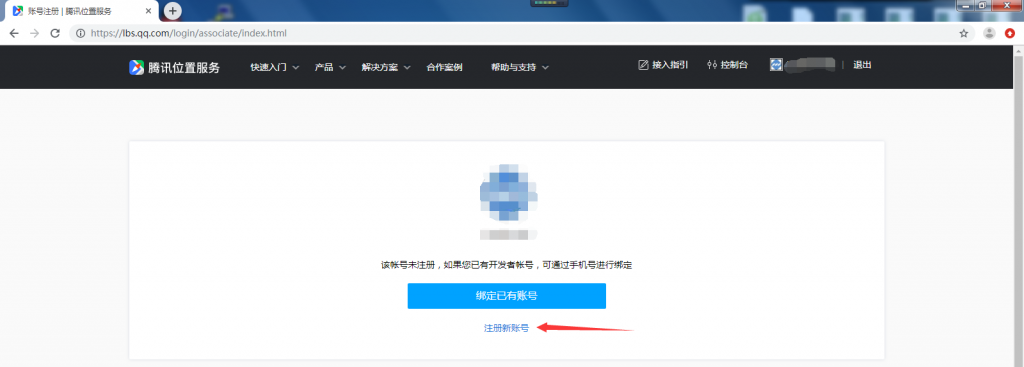 账号注册 | 腾讯位置服务
https://lbs.qq.com/login/associate/index.html
腾讯位置服务 快速入门 产品 解决方案 合作案例 帮助与支持 接入指引 控制台 | 退出
该帐号未注册，如果您已有开发者帐号，可通过手机号进行绑定
绑定已有账号
注册新账号